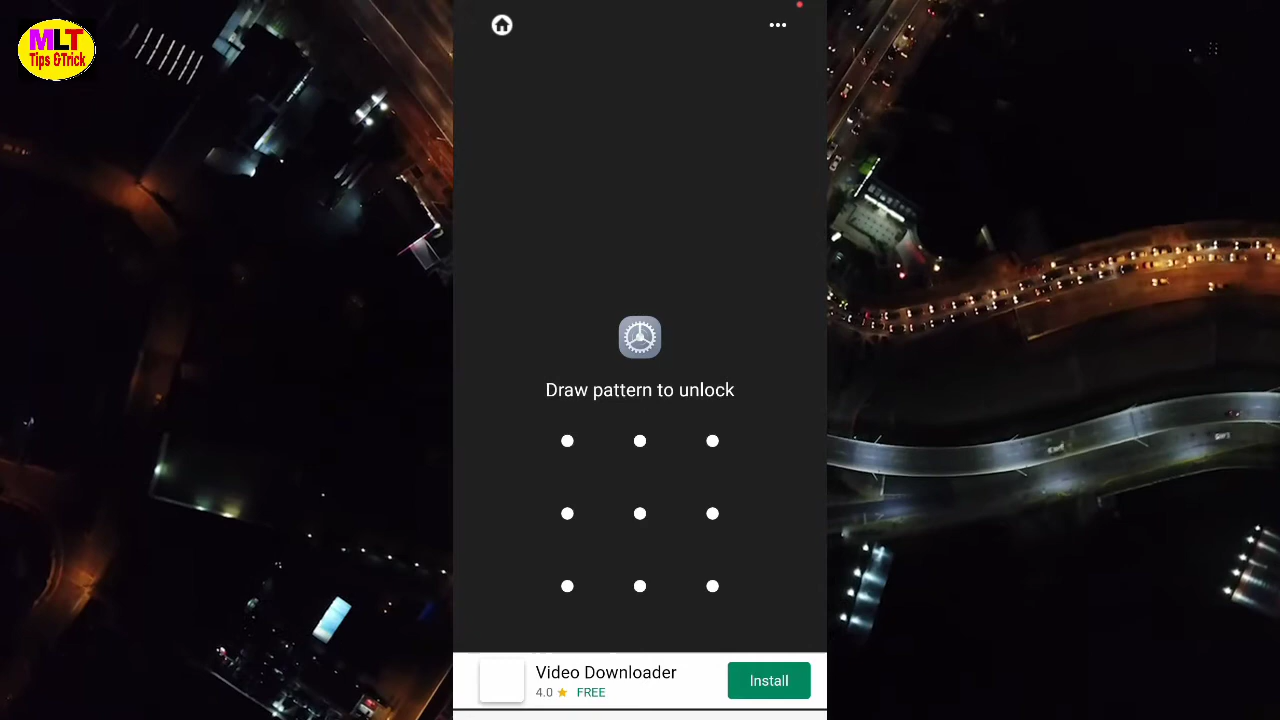 MLT
Tips &Trick
Draw pattern to unlock
Video Downloader
4.0 ★ FREE
Install